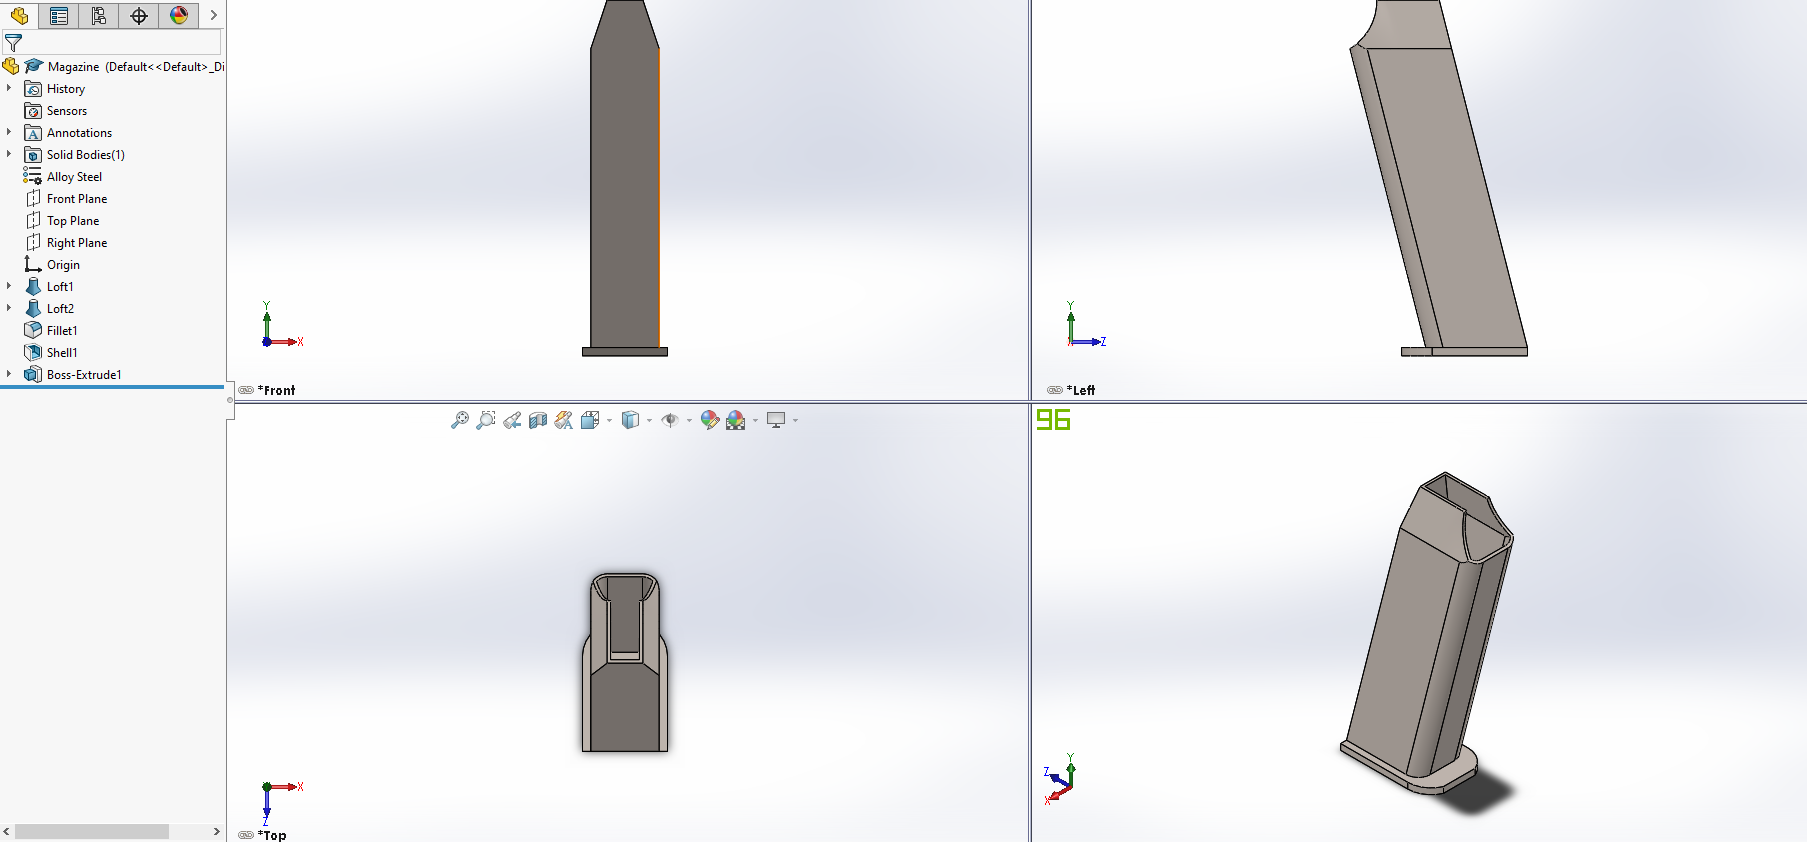 Magazine (Default<<Default>_Di
History
Sensors
A Annotations
Solid Bodies(1)
Alloy Steel
Front Plane
Top Plane
Right Plane
Origin
Loft1
Loft2
Fillet1
Shell1
Boss-Extrude1
Y
X
*Front
Y
X Z
*Left
X
Z
*Top
96
Y
Z
X